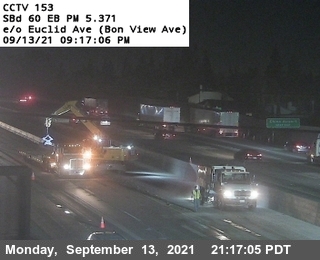 CCTV 153
SBd 60 EB PM 5.371
e/o Euclid Ave (Bon View Ave)
09/13/21 09:17:06 PM
Monday, September 13, 2021 21:17:05 PDT